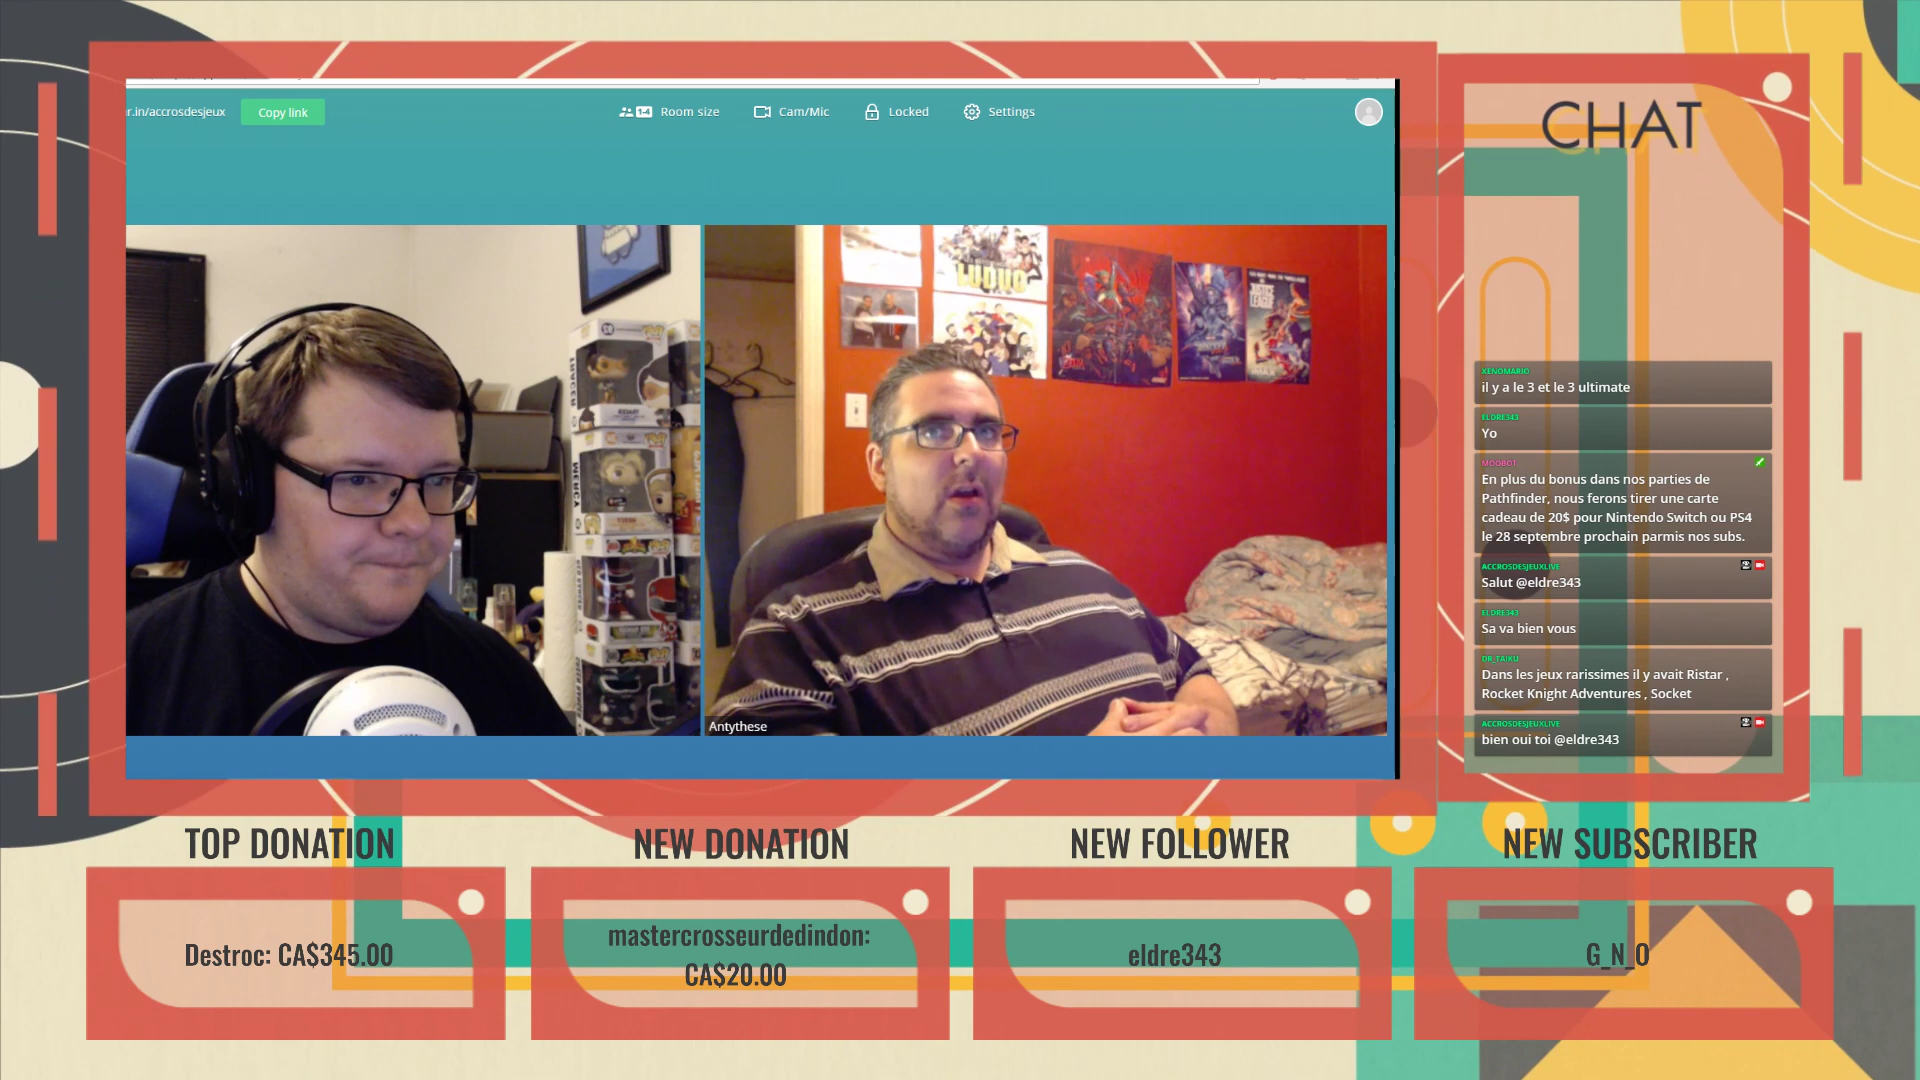 r.in/accrosdesjeux
Copy link
Room size
Cam/Mic
Locked
Settings
CHAT
LUDUO
JUSTICE
LEAGUE
MERCY
Antythese
XENOMARIO
il y a le 3 et le 3 ultimate
ELDRE343
Yo
MOOBOT
En plus du bonus dans nos parties de
Pathfinder, nous ferons tirer une carte
cadeau de 20$ pour Nintendo Switch ou PS4
le 28 septembre prochain parmis nos subs.
ACCROSDESJEUXLIVE
Salut @eldre343
ELDRE343
Sa va bien vous
DR_TAIKU
Dans les jeux rarissimes il y avait Ristar ,
Rocket Knight Adventures , Socket
ACCROSDESJEUXLIVE
bien oui toi @eldre343
TOP DONATION
Destroc: CA$345.00
NEW DONATION
mastercrosseurdedindon:
CA$20.00
NEW FOLLOWER
eldre343
NEW SUBSCRIBER
G_N_O